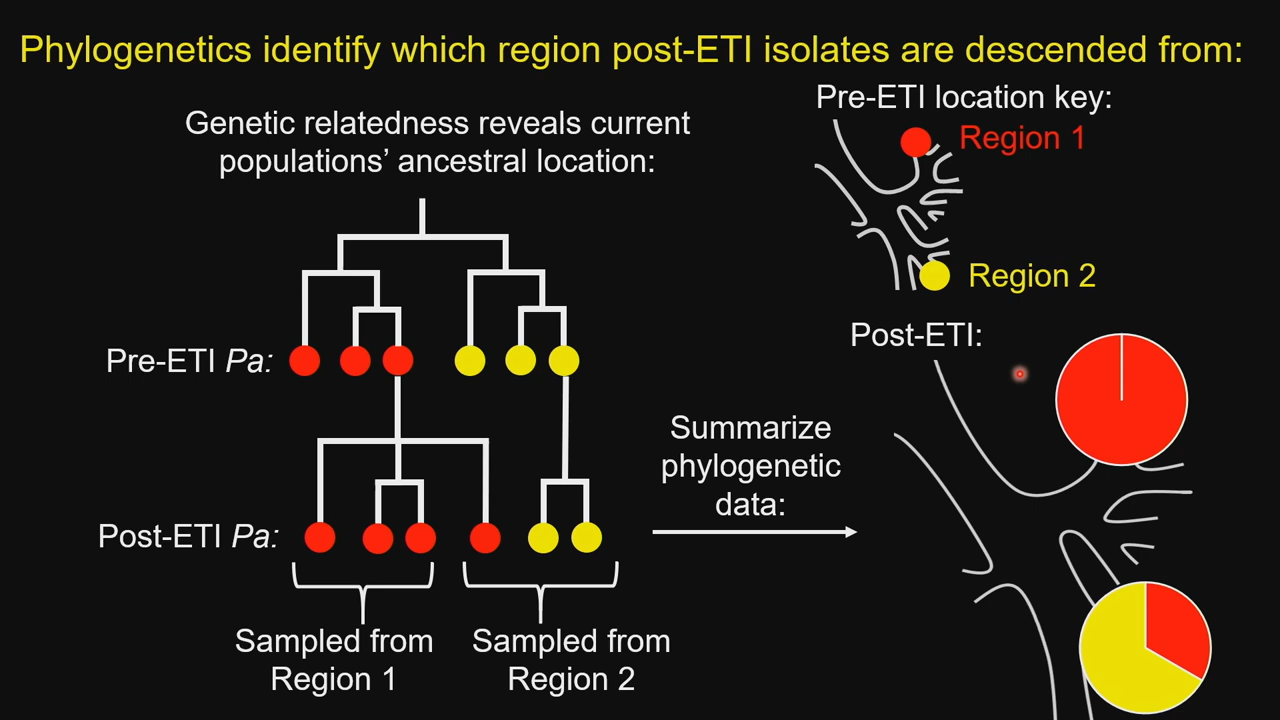 Phylogenetics identify which region post-ETI isolates are descended from:
Genetic relatedness reveals current
populations’ ancestral location:
Pre-ETI location key:
Region 1
Region 2
Pre-ETI Pa:
Post-ETI Pa:
Sampled from
Region 1
Sampled from
Region 2
Summarize
phylogenetic
data:
Post-ETI: